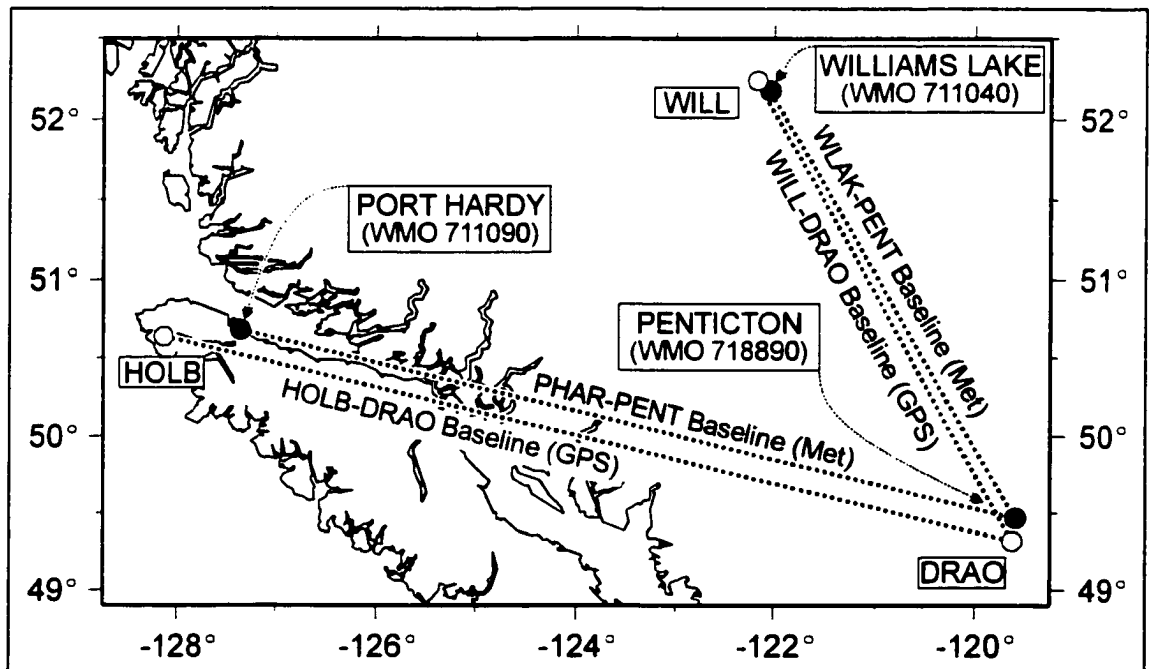 WILLIAMS LAKE
(WMO 711040)
WILL
52°
52°
WLAK-PENT Baseline (Met)
WILL-DRAO Baseline (GPS)
PORT HARDY
(WMO 711090)
51°
51°
PENTICTON
(WMO 718890)
HOLB
PHAR-PENT Baseline (Met)
HOLB-DRAO Baseline (GPS)
50°
50°
DRAO
49°
49°
-128°
-126°
-124°
-122°
-120°